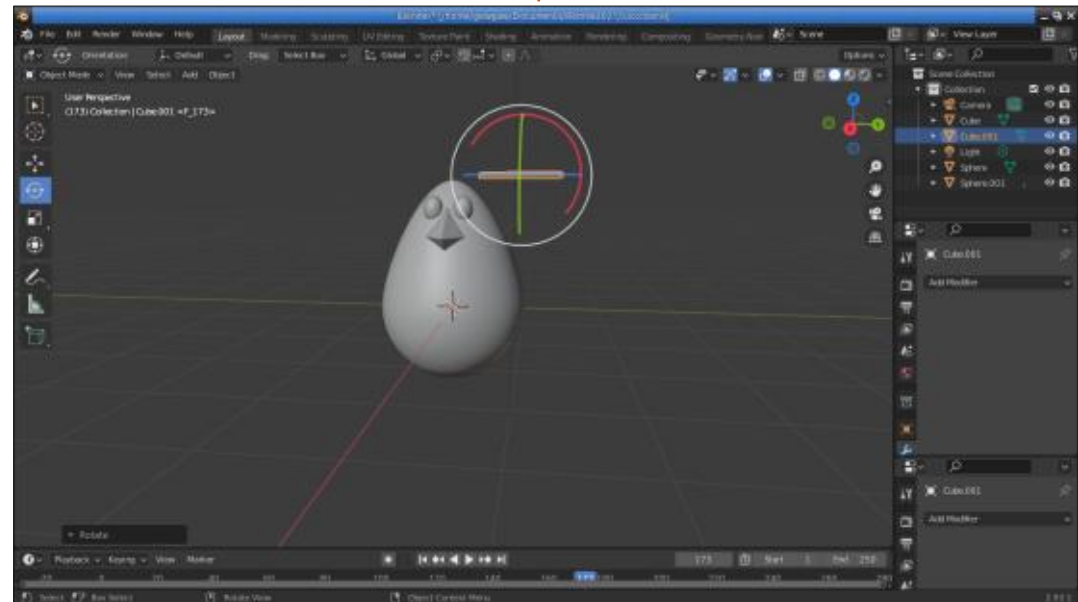 File Edit Render Window Help Layout Modeling Sculpting UV Editing Texture Paint Shading Animation Rendering Compositing Scene View Layer
Orientation Default Drag Select Box Global Options
Object Mode View Select Add Object
User Perspective
(173) Collection | Cube.001
Scene Collection
Collection
Camera
Cube
Cube.001
Light
Sphere
Sphere.001
Cube.001
Add Modifier
Cube.001
Add Modifier
Rotate
Playback Keying View Marker 173 Start 1 End 250
Select Box Select Rotate View Object Context Menu